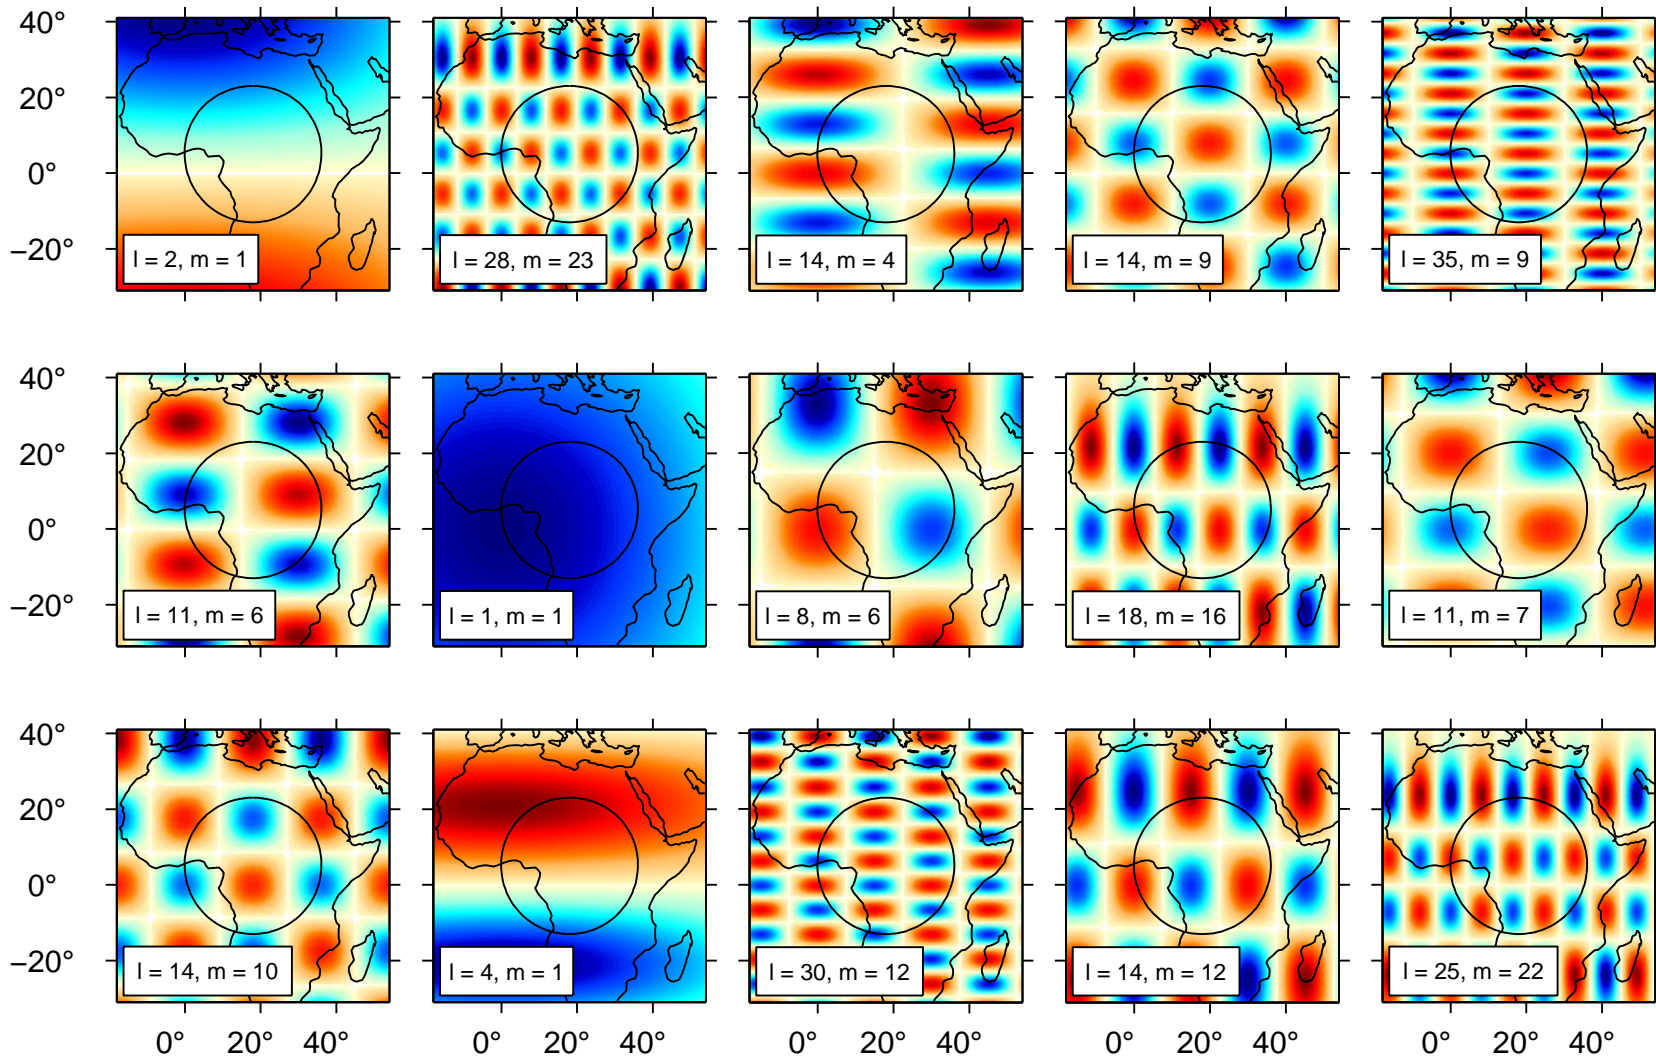 40°
20°
0°
−20°
l = 2, m = 1
l = 28, m = 23
l = 14, m = 4
l = 14, m = 9
l = 35, m = 9
40°
20°
0°
−20°
l = 11, m = 6
l = 1, m = 1
l = 8, m = 6
l = 18, m = 16
l = 11, m = 7
40°
20°
0°
−20°
l = 14, m = 10
l = 4, m = 1
l = 30, m = 12
l = 14, m = 12
l = 25, m = 22
0° 20° 40° 0° 20° 40° 0° 20° 40° 0° 20° 40° 0° 20° 40°